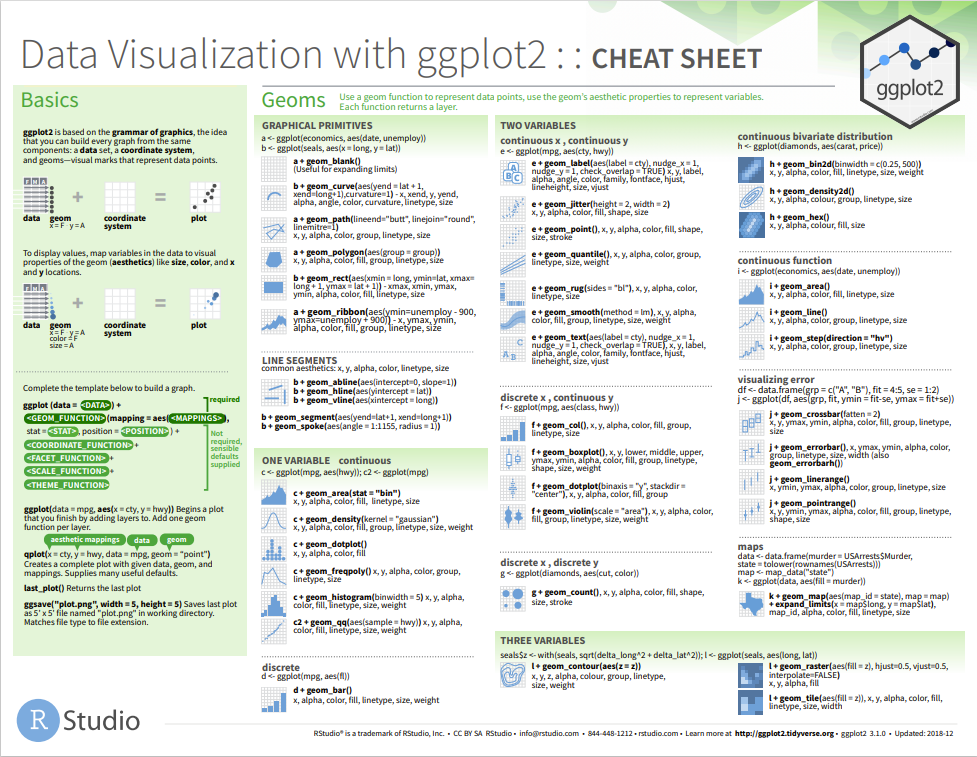 Data Visualization with ggplot2 : : CHEAT SHEET
ggplot2
Basics
ggplot2 is based on the grammar of graphics, the idea
that you can build every graph from the same
components: a data set, a coordinate system,
and geoms—visual marks that represent data points.
F M A
+
=
data geom coordinate plot
x = F · y = A system
To display values, map variables in the data to visual
properties of the geom (aesthetics) like size, color, and x
and y locations.
F M A
+
=
data geom coordinate plot
x = F · y = A system
color = F
size = A
Complete the template below to build a graph.
required
ggplot (data = <DATA>) +
<GEOM_FUNCTION>(mapping = aes(<MAPPINGS>),
stat = <STAT>, position = <POSITION>) +
<COORDINATE_FUNCTION> +
<FACET_FUNCTION> +
<SCALE_FUNCTION> +
<THEME_FUNCTION>
Not
required,
sensible
defaults
supplied
ggplot(data = mpg, aes(x = cty, y = hwy)) Begins a plot
that you finish by adding layers to. Add one geom
function per layer.
aesthetic mappings data geom
qplot(x = cty, y = hwy, data = mpg, geom = "point")
Creates a complete plot with given data, geom, and
mappings. Supplies many useful defaults.
last_plot() Returns the last plot
ggsave("plot.png", width = 5, height = 5) Saves last plot
as 5' x 5' file named "plot.png" in working directory.
Matches file type to file extension.
Geoms
Use a geom function to represent data points, use the geom's aesthetic properties to represent variables.
Each function returns a layer.
GRAPHICAL PRIMITIVES
a <- ggplot(economics, aes(date, unemploy))
b <- ggplot(seals, aes(x = long, y = lat))
a + geom_blank()
(Useful for expanding limits)
b + geom_curve(aes(yend = lat + 1,
xend=long+1),curvature=1) - x, xend, y, yend,
alpha, angle, color, curvature, linetype, size
a + geom_path(lineend="butt", linejoin="round",
linemitre=1)
x, y, alpha, color, group, linetype, size
a + geom_polygon(aes(group = group))
x, y, alpha, color, fill, group, linetype, size
b + geom_rect(aes(xmin = long, ymin=lat, xmax=
long + 1, ymax = lat + 1)) - xmax, xmin, ymax,
ymin, alpha, color, fill, linetype, size
a + geom_ribbon(aes(ymin=unemploy - 900,
ymax=unemploy + 900)) - x, ymax, ymin,
alpha, color, fill, group, linetype, size
LINE SEGMENTS
common aesthetics: x, y, alpha, color, linetype, size
b + geom_abline(aes(intercept=0, slope=1))
b + geom_hline(aes(yintercept = lat))
b + geom_vline(aes(xintercept = long))
b + geom_segment(aes(yend=lat+1, xend=long+1))
b + geom_spoke(aes(angle = 1:1155, radius = 1))
ONE VARIABLE continuous
c <- ggplot(mpg, aes(hwy)); c2 <- ggplot(mpg)
c + geom_area(stat = "bin")
x, y, alpha, color, fill, linetype, size
c + geom_density(kernel = "gaussian")
x, y, alpha, color, fill, group, linetype, size, weight
c + geom_dotplot()
x, y, alpha, color, fill
c + geom_freqpoly() x, y, alpha, color, group,
linetype, size
c + geom_histogram(binwidth = 5) x, y, alpha,
color, fill, linetype, size, weight
c2 + geom_qq(aes(sample = hwy)) x, y, alpha,
color, fill, linetype, size, weight
discrete
d <- ggplot(mpg, aes(fl))
d + geom_bar()
x, alpha, color, fill, linetype, size, weight
TWO VARIABLES
continuous x , continuous y
e <- ggplot(mpg, aes(cty, hwy))
e + geom_label(aes(label = cty), nudge_x = 1,
nudge_y = 1, check_overlap = TRUE) x, y, label,
alpha, angle, color, family, fontface, hjust,
lineheight, size, vjust
e + geom_jitter(height = 2, width = 2)
x, y, alpha, color, fill, shape, size
e + geom_point(), x, y, alpha, color, fill, shape,
size, stroke
e + geom_quantile(), x, y, alpha, color, group,
linetype, size, weight
e + geom_rug(sides = "bl"), x, y, alpha, color,
linetype, size
e + geom_smooth(method = lm), x, y, alpha,
color, fill, group, linetype, size, weight
e + geom_text(aes(label = cty), nudge_x = 1,
nudge_y = 1, check_overlap = TRUE), x, y, label,
alpha, angle, color, family, fontface, hjust,
lineheight, size, vjust
discrete x , continuous y
f <- ggplot(mpg, aes(class, hwy))
f + geom_col(), x, y, alpha, color, fill, group,
linetype, size
f + geom_boxplot(), x, y, lower, middle, upper,
ymax, ymin, alpha, color, fill, group, linetype,
shape, size, weight
f + geom_dotplot(binaxis = "y", stackdir =
"center"), x, y, alpha, color, fill, group
f + geom_violin(scale = "area"), x, y, alpha, color,
fill, group, linetype, size, weight
discrete x , discrete y
g <- ggplot(diamonds, aes(cut, color))
g + geom_count(), x, y, alpha, color, fill, shape,
size, stroke
continuous bivariate distribution
h <- ggplot(diamonds, aes(carat, price))
h + geom_bin2d(binwidth = c(0.25, 500))
x, y, alpha, color, fill, linetype, size, weight
h + geom_density2d()
x, y, alpha, colour, group, linetype, size
h + geom_hex()
x, y, alpha, colour, fill, size
continuous function
i <- ggplot(economics, aes(date, unemploy))
i + geom_area()
x, y, alpha, color, fill, linetype, size
i + geom_line()
x, y, alpha, color, group, linetype, size
i + geom_step(direction = "hv")
x, y, alpha, color, group, linetype, size
visualizing error
df <- data.frame(grp = c("A", "B"), fit = 4:5, se = 1:2)
j <- ggplot(df, aes(grp, fit, ymin = fit-se, ymax = fit+se))
j + geom_crossbar(fatten = 2)
x, y, ymax, ymin, alpha, color, fill, group, linetype,
size
j + geom_errorbar(), x, ymax, ymin, alpha, color,
group, linetype, size, width (also
geom_errorbarh())
j + geom_linerange()
x, ymin, ymax, alpha, color, group, linetype, size
j + geom_pointrange()
x, y, ymin, ymax, alpha, color, fill, group, linetype,
shape, size
maps
data <- data.frame(murder = USArrests$Murder,
state = tolower(rownames(USArrests)))
map <- map_data("state")
k <- ggplot(data, aes(fill = murder))
k + geom_map(aes(map_id = state), map = map)
+ expand_limits(x = map$long, y = map$lat),
map_id, alpha, color, fill, linetype, size
THREE VARIABLES
seals$z <- with(seals, sqrt(delta_long^2 + delta_lat^2)); l <- ggplot(seals, aes(long, lat))
l + geom_contour(aes(z = z))
x, y, z, alpha, colour, group, linetype,
size, weight
l + geom_raster(aes(fill = z), hjust=0.5, vjust=0.5,
interpolate=FALSE)
x, y, alpha, fill
l + geom_tile(aes(fill = z)), x, y, alpha, color, fill,
linetype, size, width
R Studio
RStudio® is a trademark of RStudio, Inc. • CC BY SA RStudio • info@rstudio.com • 844-448-1212 • rstudio.com • Learn more at http://ggplot2.tidyverse.org • ggplot2 3.1.0 • Updated: 2018-12